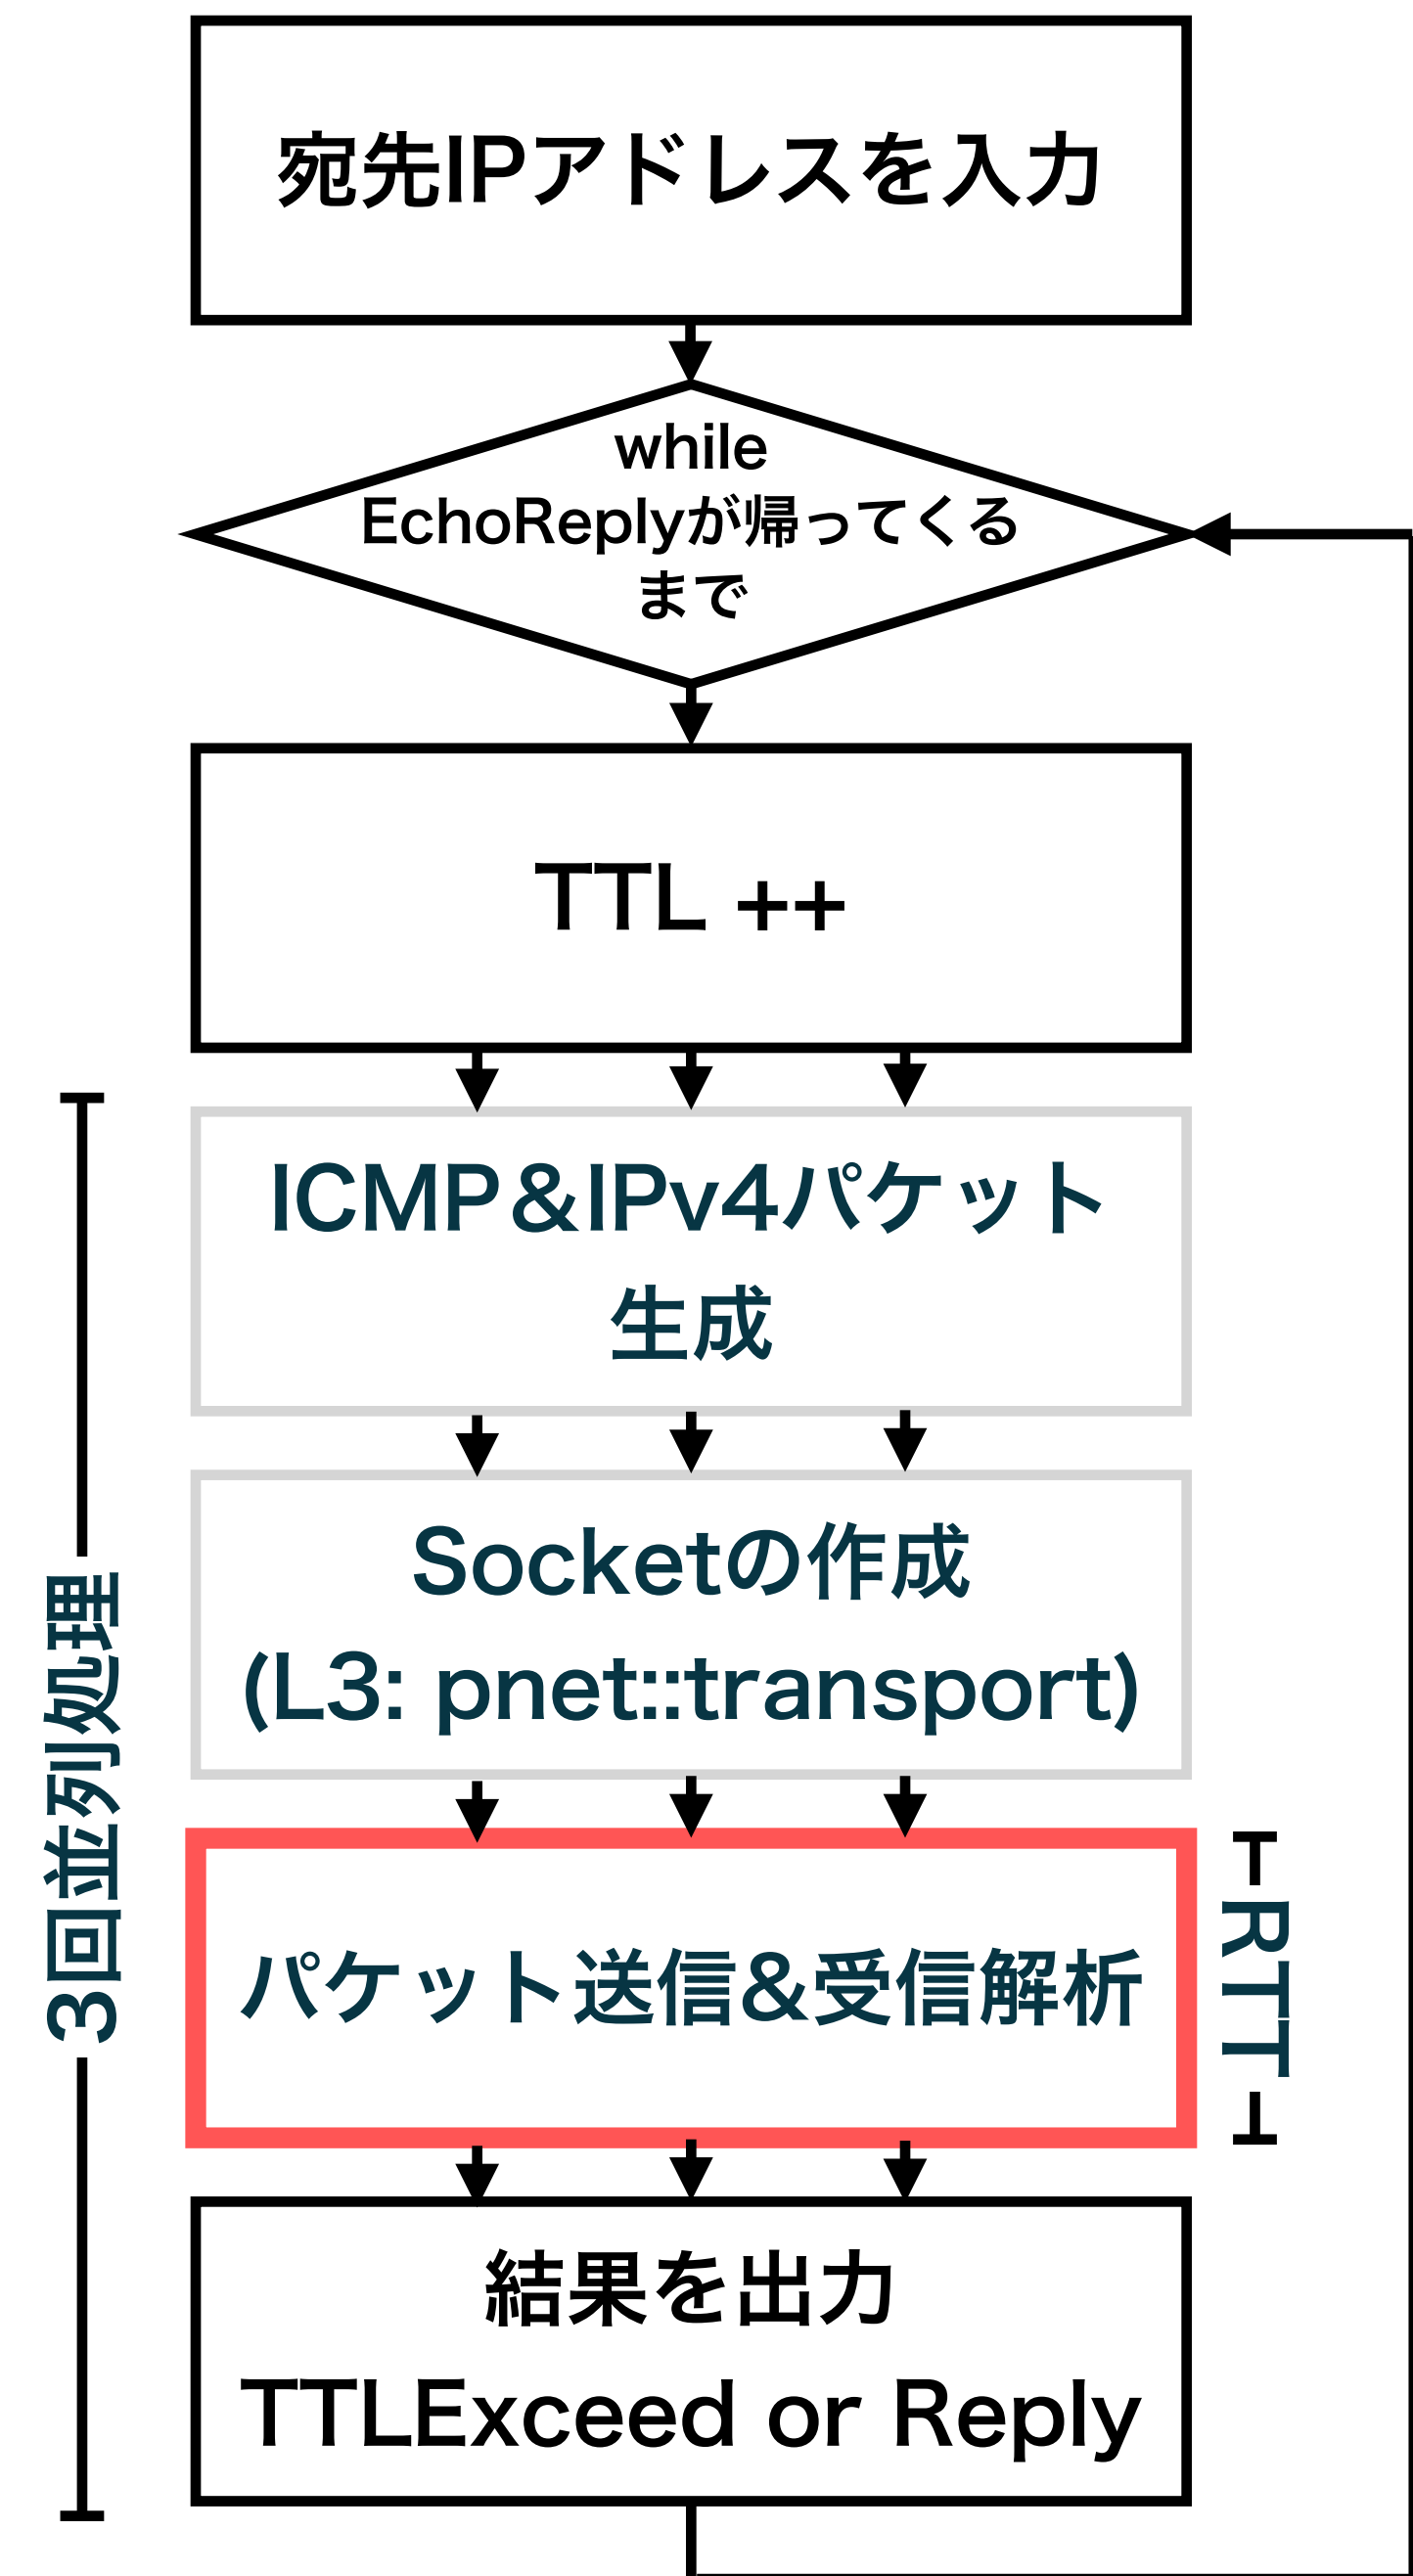 宛先IPアドレスを入力
while
EchoReplyが帰ってくる
まで
TTL ++
ICMP＆IPv4パケット
生成
Socketの作成
(L3: pnet::transport)
パケット送信&受信解析
結果を出力
TTLExceed or Reply
3回並列処理
RTT